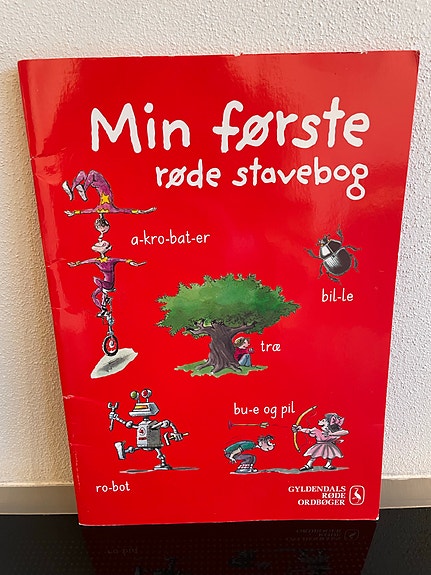 Min første
røde stavebog
a-kro-bat-er
bil-le
træ
bu-e og pil
ro-bot
GYLDENDALS
RØDE
ORDBØGER